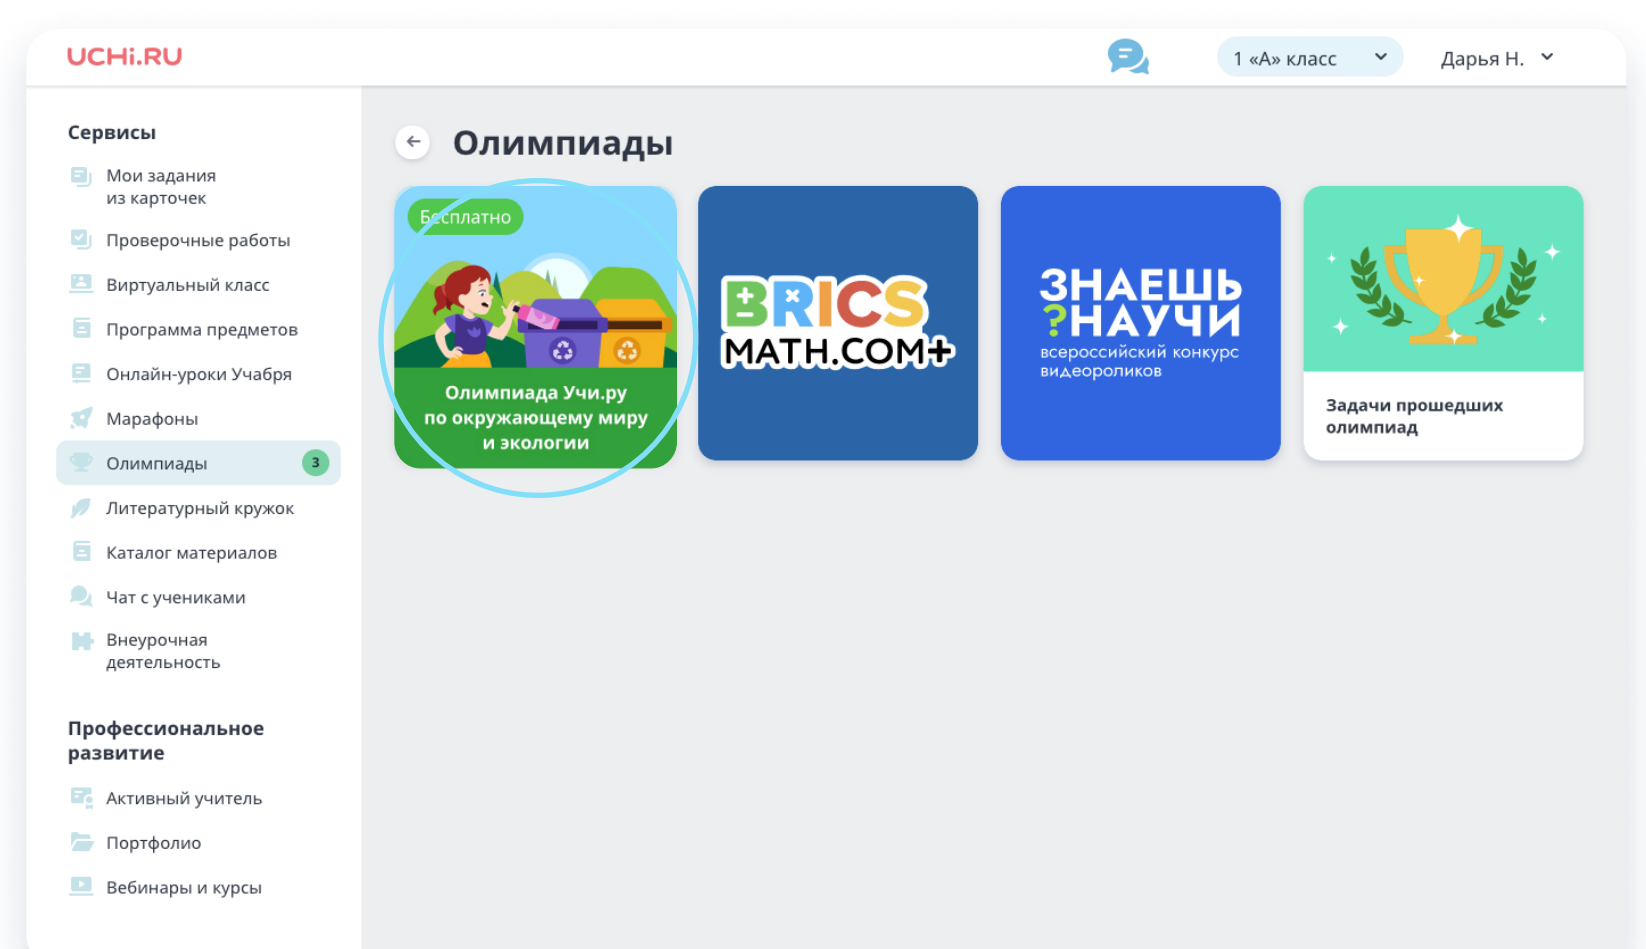 UCHi.RU
1 «А» класс
Дарья Н.
Сервисы
Мои задания
из карточек
Проверочные работы
Виртуальный класс
Программа предметов
Онлайн-уроки Учабря
Марафоны
Олимпиады
3
Литературный кружок
Каталог материалов
Чат с учениками
Внеурочная
деятельность
Профессиональное
развитие
Активный учитель
Портфолио
Вебинары и курсы
Олимпиады
Бесплатно
Олимпиада Учи.ру
по окружающему миру
и экологии
BRICS
MATH.COM+
ЗНАЕШЬ
?НАУЧИ
всероссийский конкурс
видеороликов
Задачи прошедших
олимпиад